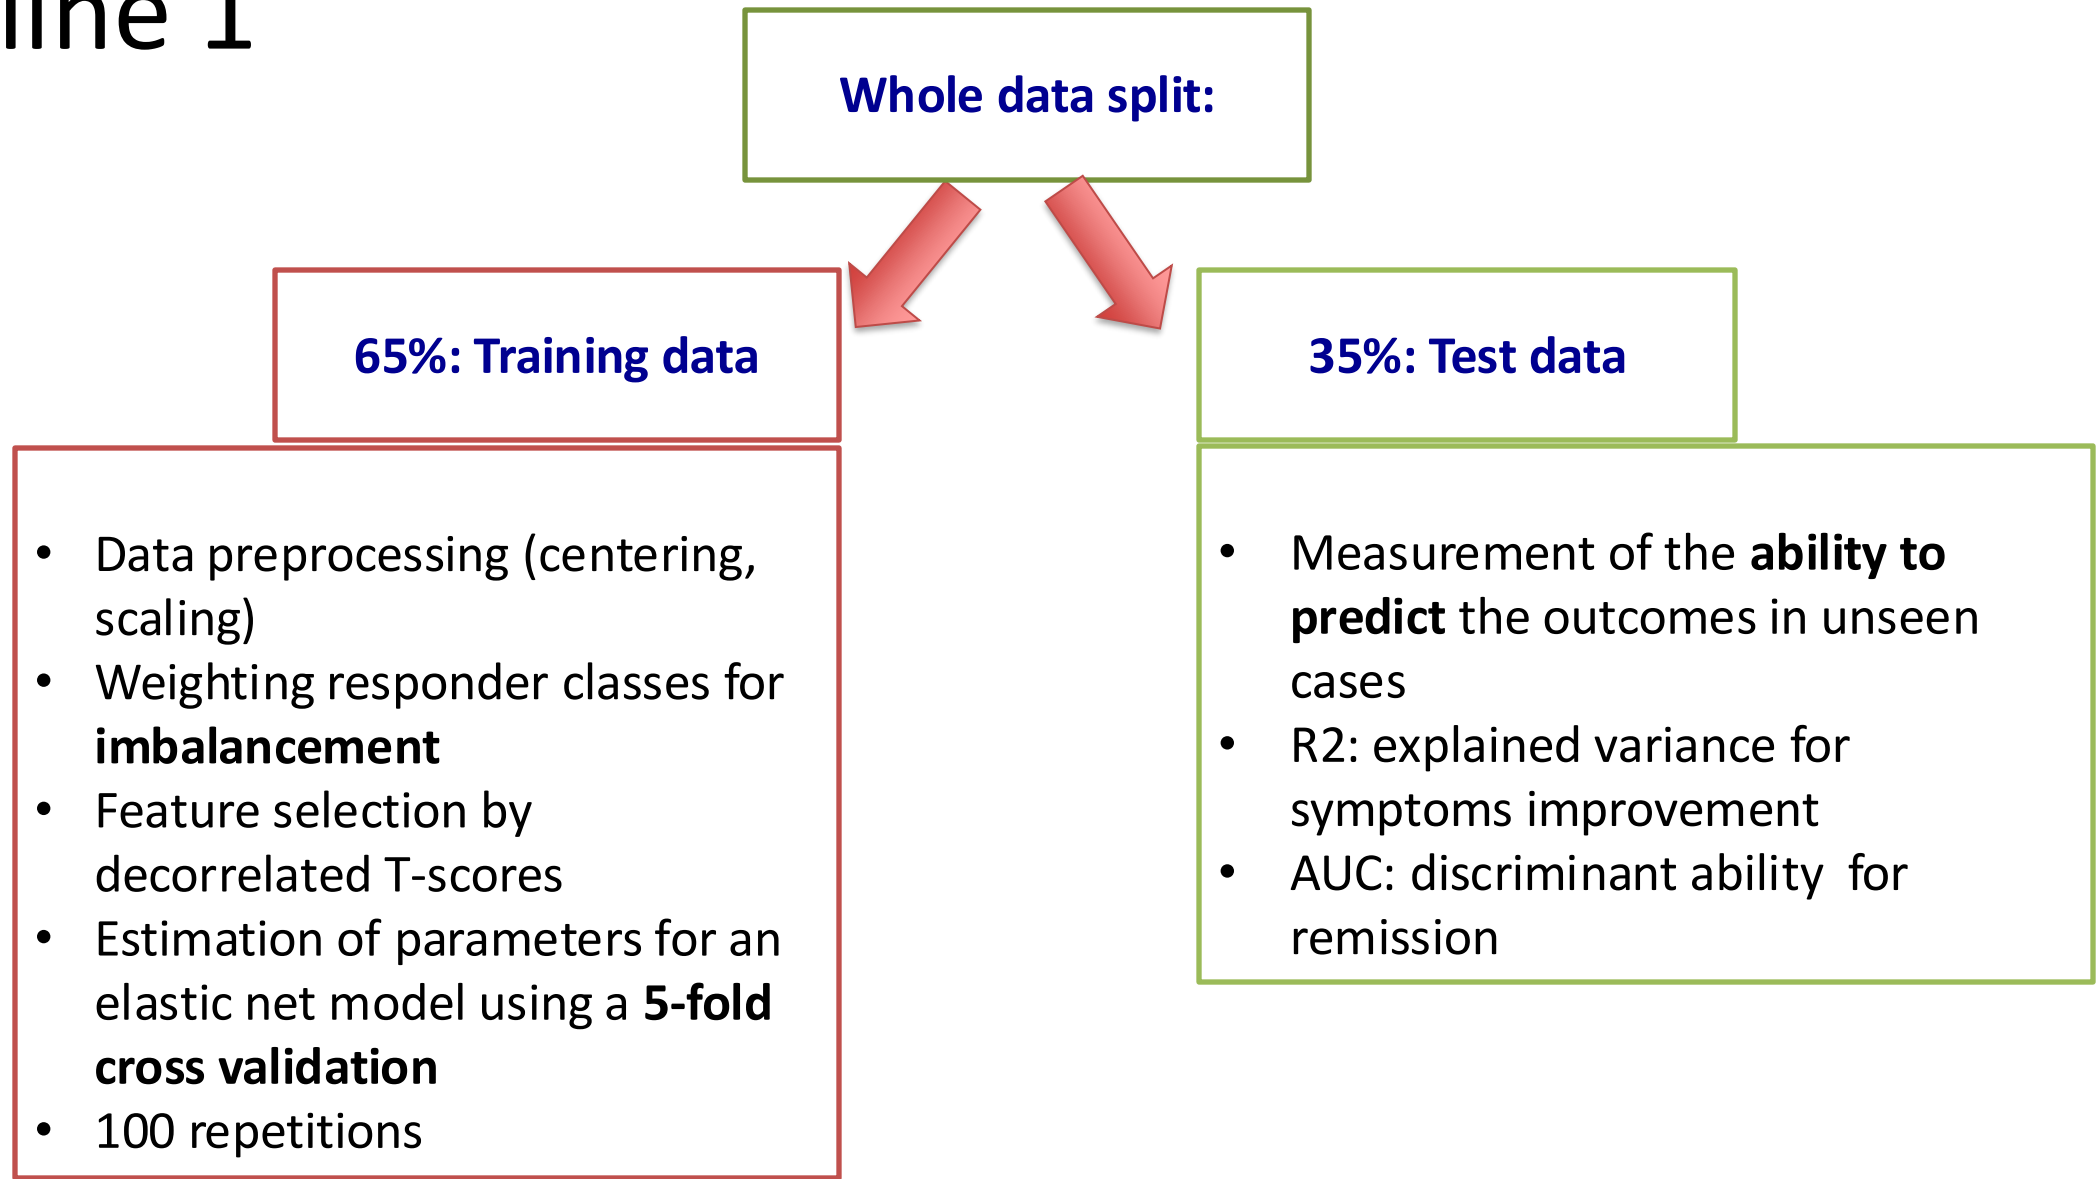 line 1
Whole data split:
65%: Training data
35%: Test data
• Data preprocessing (centering,
scaling)
• Weighting responder classes for
imbalancement
• Feature selection by
decorrelated T-scores
• Estimation of parameters for an
elastic net model using a 5-fold
cross validation
• 100 repetitions
• Measurement of the ability to
predict the outcomes in unseen
cases
• R2: explained variance for
symptoms improvement
• AUC: discriminant ability  for
remission